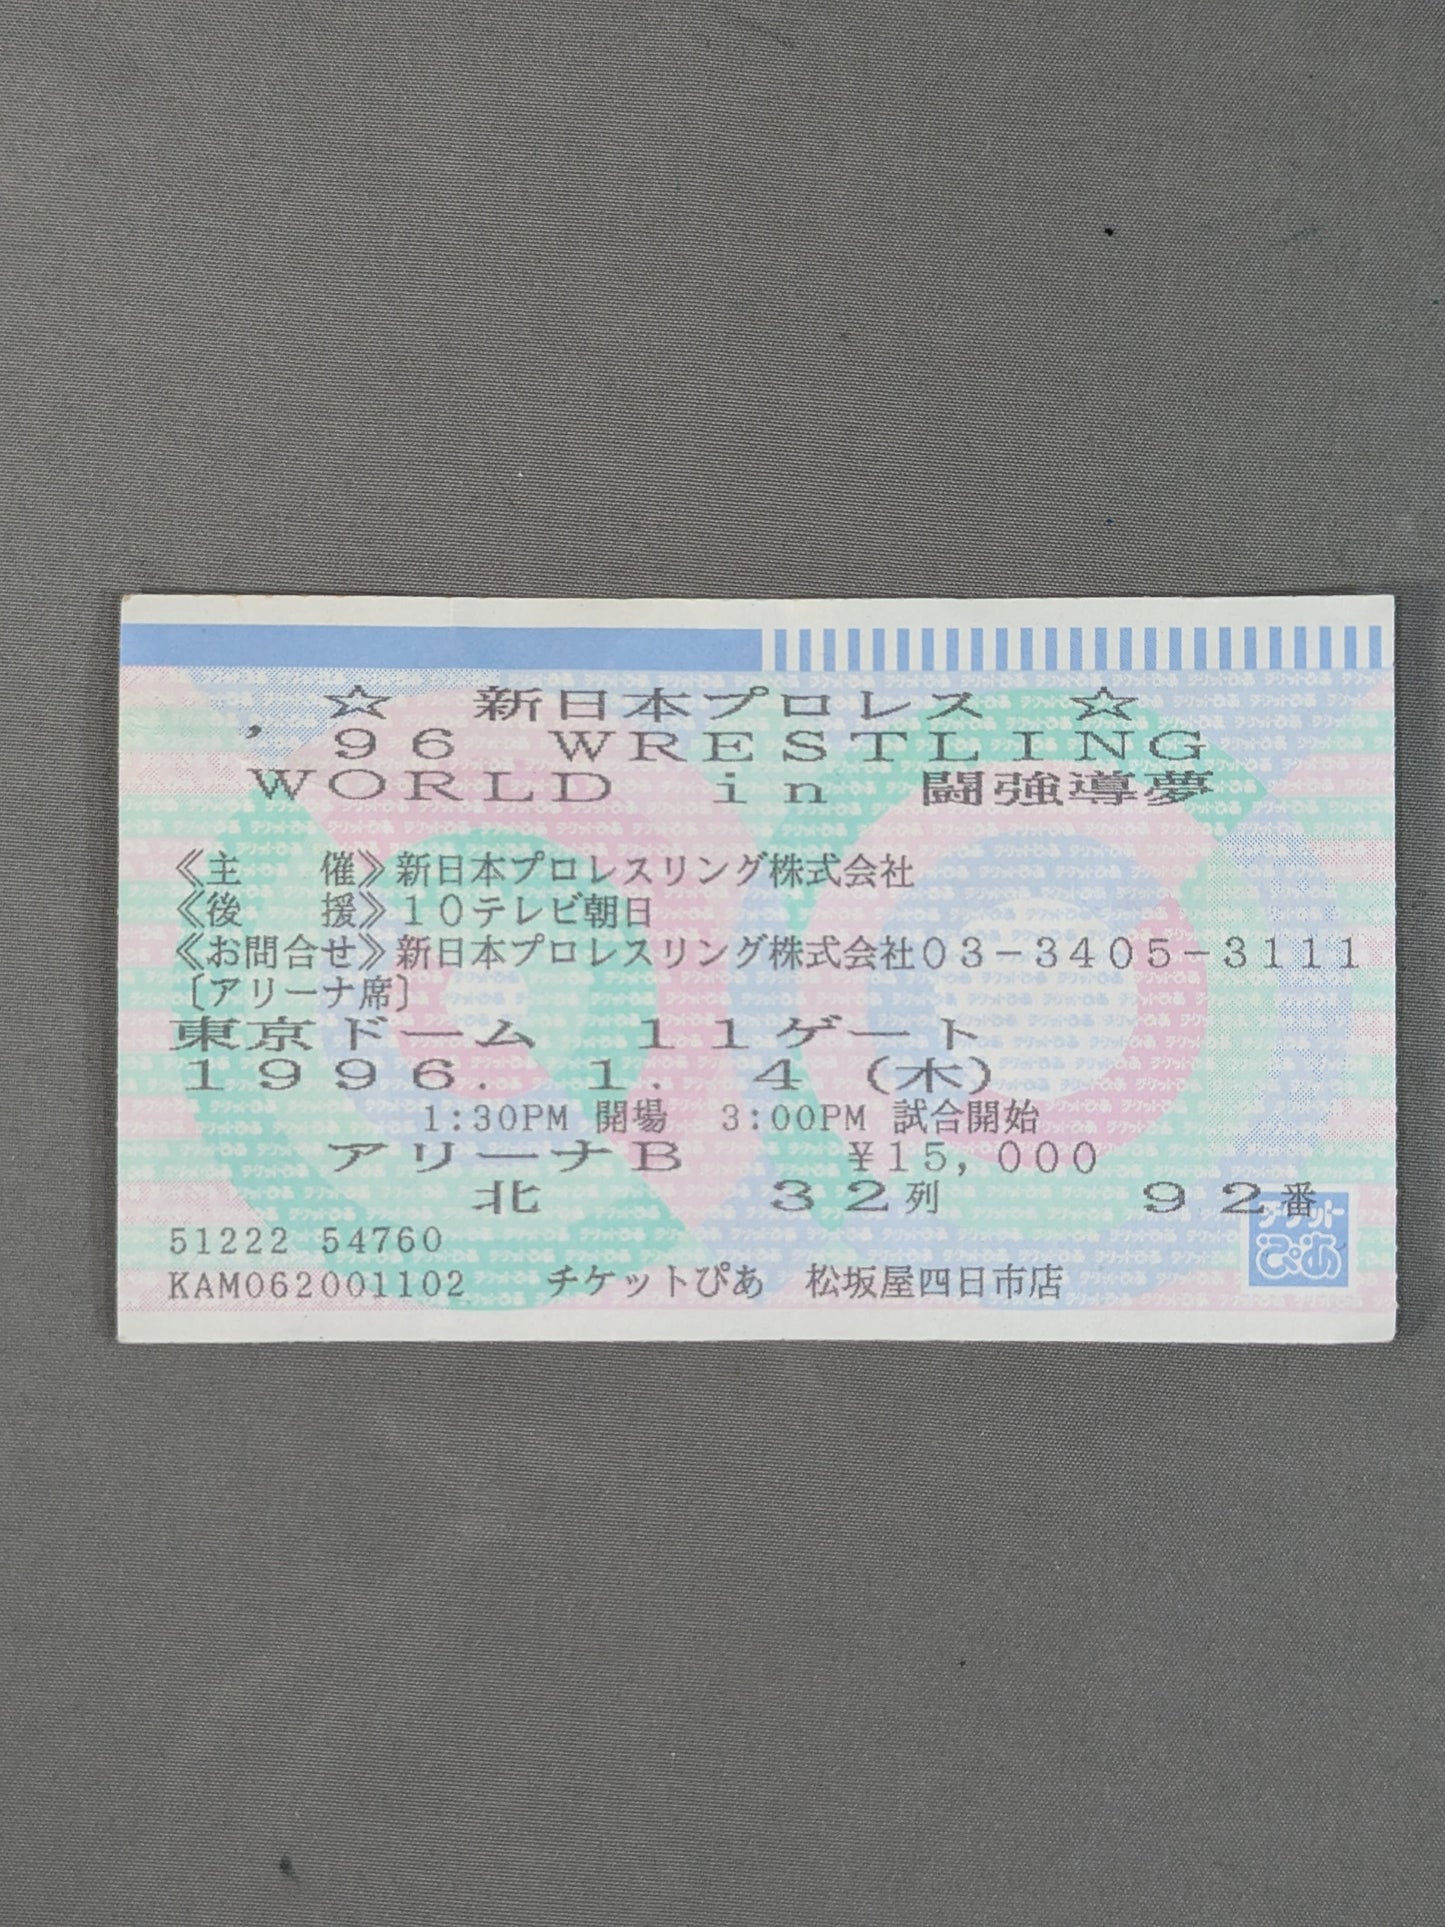 ☆　新日本プロレス　☆
’９６　ＷＲＥＳＴＬＩＮＧ
ＷＯＲＬＤ　ｉｎ　闘強導夢
《主　　催》新日本プロレスリング株式会社
《後　　援》１０テレビ朝日
《お問合せ》新日本プロレスリング株式会社０３－３４０５－３１１１
〔アリーナ席〕
東京ドーム　１１ゲート
１９９６．　１．　４（木）
1:30PM 開場　3:00PM 試合開始
アリーナＢ　　￥１５，０００
北　　３２列　　９２番
51222 54760
KAM062001102　チケットぴあ　松坂屋四日市店
チケット
ぴあ